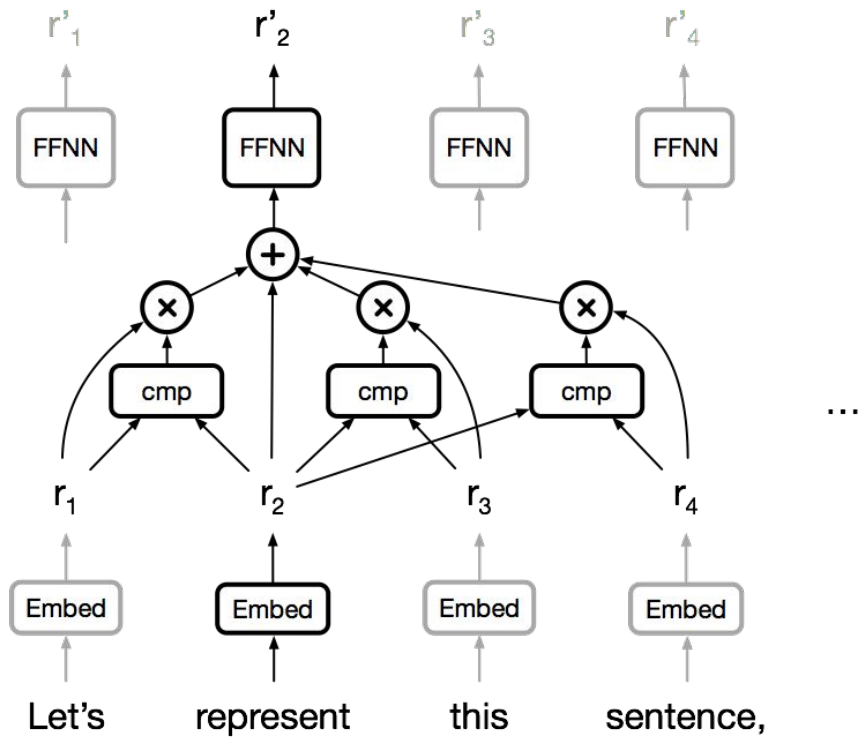 r'₁ r'₂ r'₃ r'₄
FFNN FFNN FFNN FFNN
+
× × ×
cmp cmp cmp
...
r₁ r₂ r₃ r₄
Embed Embed Embed Embed
Let's represent this sentence,